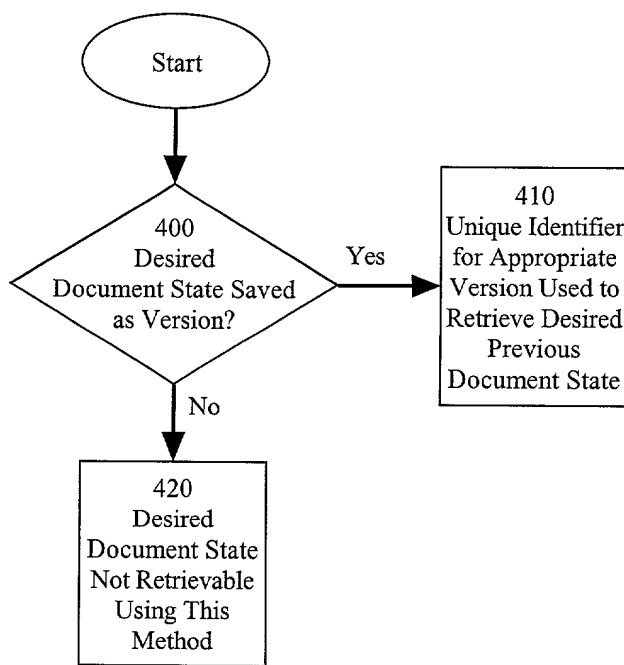 Start
400
Desired
Document State Saved
as Version?
Yes
410
Unique Identifier
for Appropriate
Version Used to
Retrieve Desired
Previous
Document State
No
420
Desired
Document State
Not Retrievable
Using This
Method